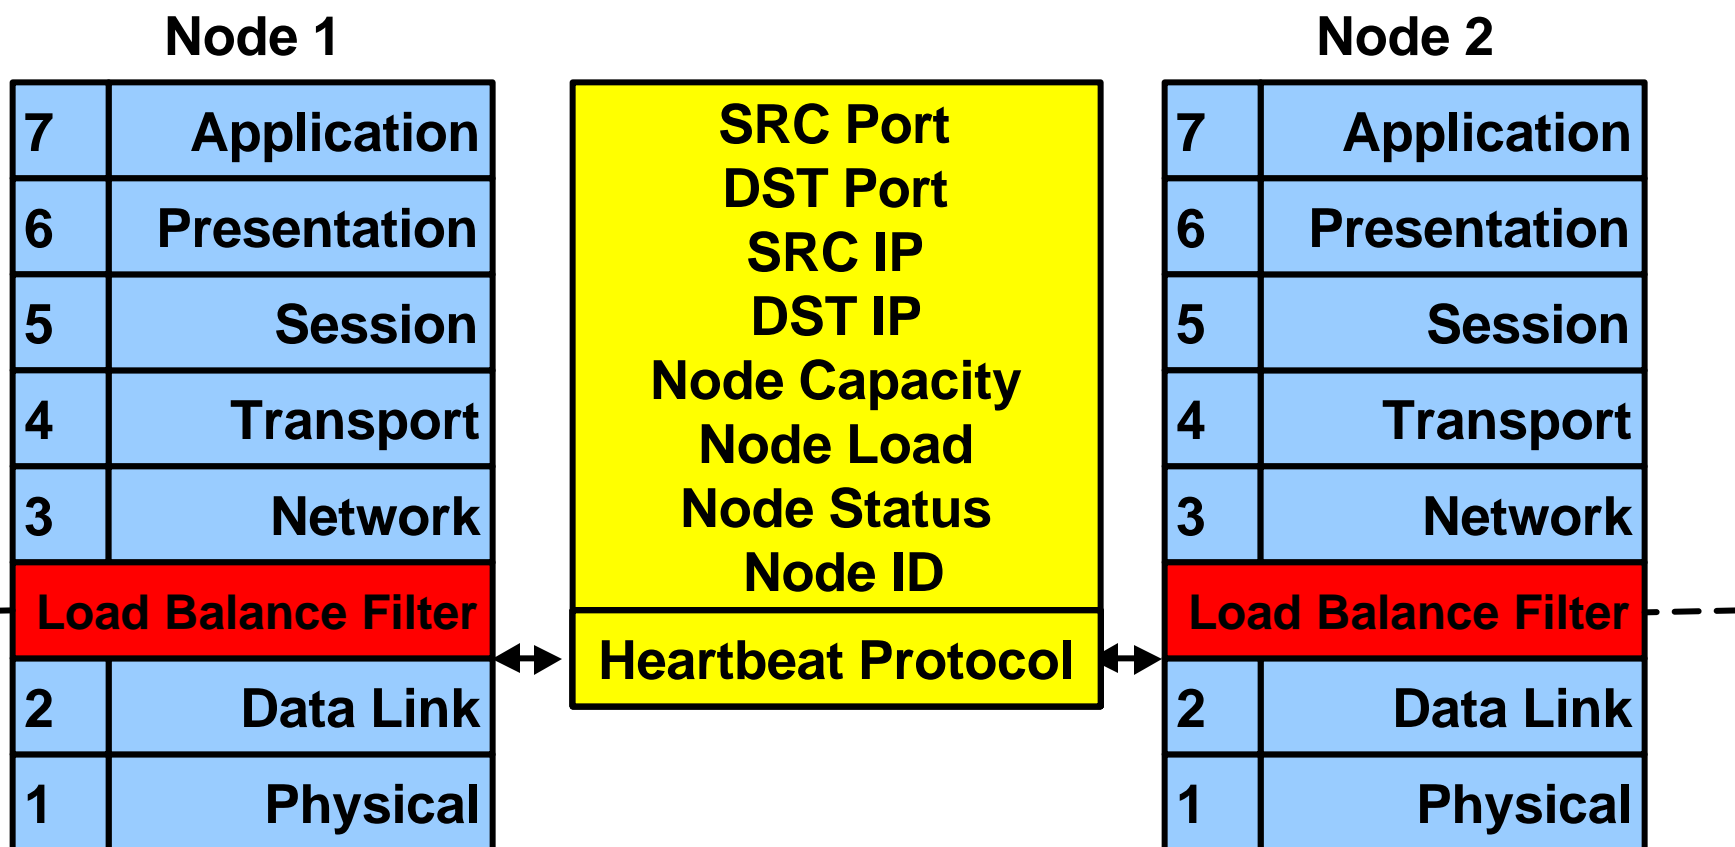 Node 1
7 Application
6 Presentation
5 Session
4 Transport
3 Network
Load Balance Filter
2 Data Link
1 Physical
SRC Port
DST Port
SRC IP
DST IP
Node Capacity
Node Load
Node Status
Node ID
Heartbeat Protocol
Node 2
7 Application
6 Presentation
5 Session
4 Transport
3 Network
Load Balance Filter
2 Data Link
1 Physical